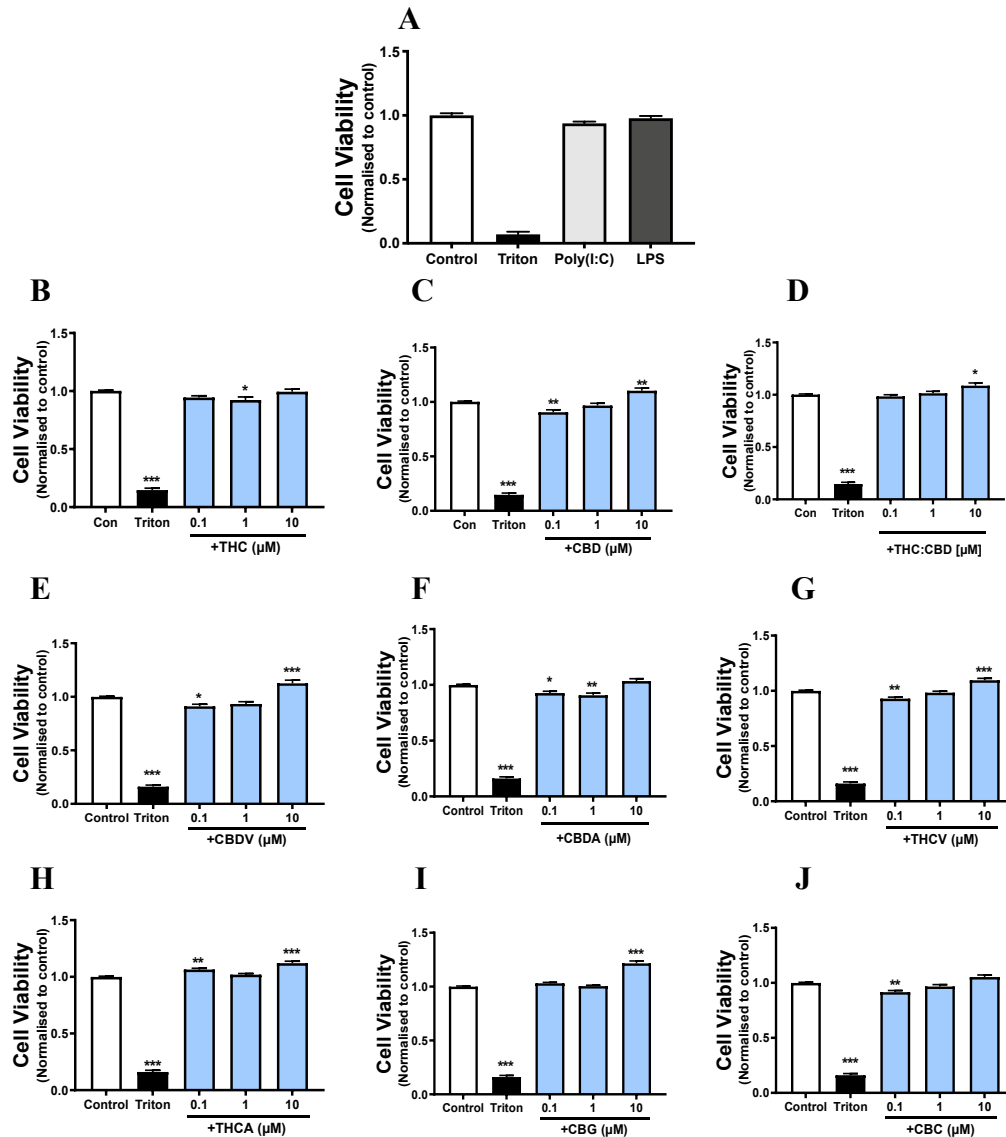 A
Cell Viability
(Normalised to control)
1.5
1.0
0.5
0.0
Control Triton Poly(I:C) LPS
B
Cell Viability
(Normalised to control)
1.5
1.0
0.5
0.0
*
***
Con Triton 0.1 1 10
+THC (µM)
C
Cell Viability
(Normalised to control)
1.5
1.0
0.5
0.0
***
**
**
Con Triton 0.1 1 10
+CBD (µM)
D
Cell Viability
(Normalised to control)
1.5
1.0
0.5
0.0
***
*
Con Triton 0.1 1 10
+THC:CBD [µM]
E
Cell Viability
(Normalised to control)
1.5
1.0
0.5
0.0
***
*
***
Control Triton 0.1 1 10
+CBDV (µM)
F
Cell Viability
(Normalised to control)
1.5
1.0
0.5
0.0
***
*
**
Control Triton 0.1 1 10
+CBDA (µM)
G
Cell Viability
(Normalised to control)
1.5
1.0
0.5
0.0
***
**
***
Control Triton 0.1 1 10
+THCV (µM)
H
Cell Viability
(Normalised to control)
1.5
1.0
0.5
0.0
***
**
***
Control Triton 0.1 1 10
+THCA (µM)
I
Cell Viability
(Normalised to control)
1.5
1.0
0.5
0.0
***
***
Control Triton 0.1 1 10
+CBG (µM)
J
Cell Viability
(Normalised to control)
1.5
1.0
0.5
0.0
***
**
Control Triton 0.1 1 10
+CBC (µM)